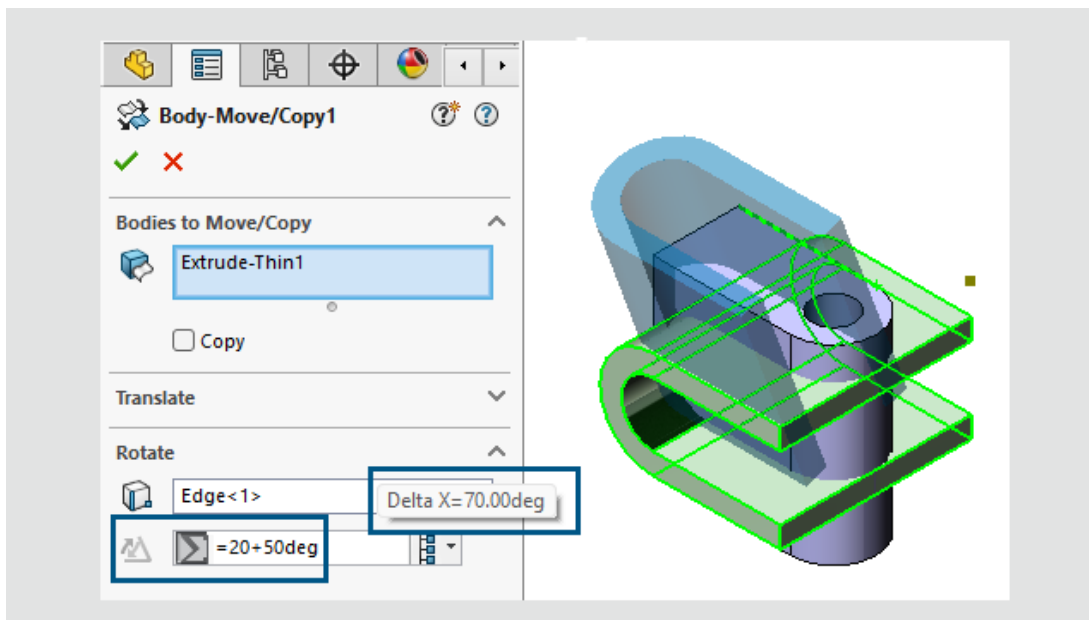 Body-Move/Copy1
Bodies to Move/Copy
Extrude-Thin1
Copy
Translate
Rotate
Edge<1>
Delta X=70.00deg
=20+50deg